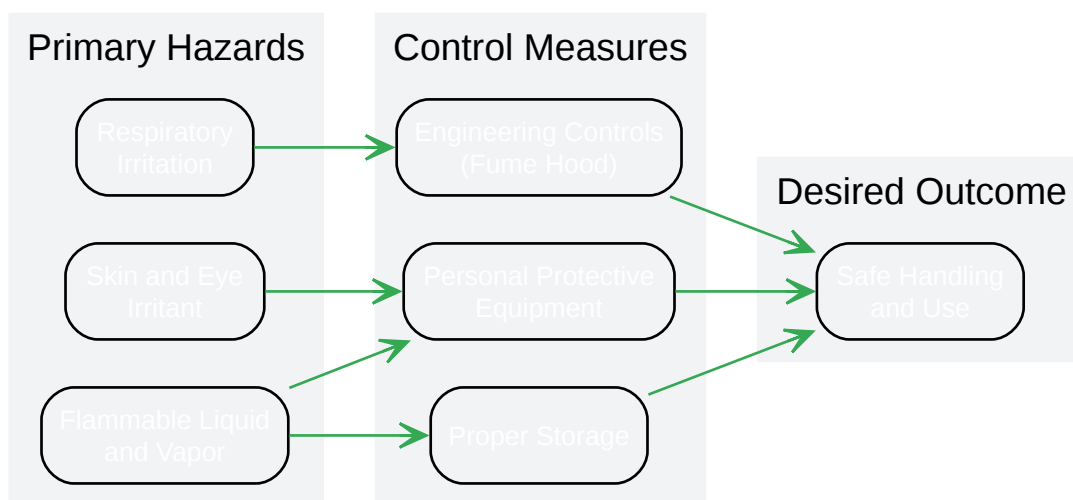 Primary Hazards
Respiratory
Irritation
Skin and Eye
Irritant
Flammable Liquid
and Vapor
Control Measures
Engineering Controls
(Fume Hood)
Personal Protective
Equipment
Proper Storage
Desired Outcome
Safe Handling
and Use